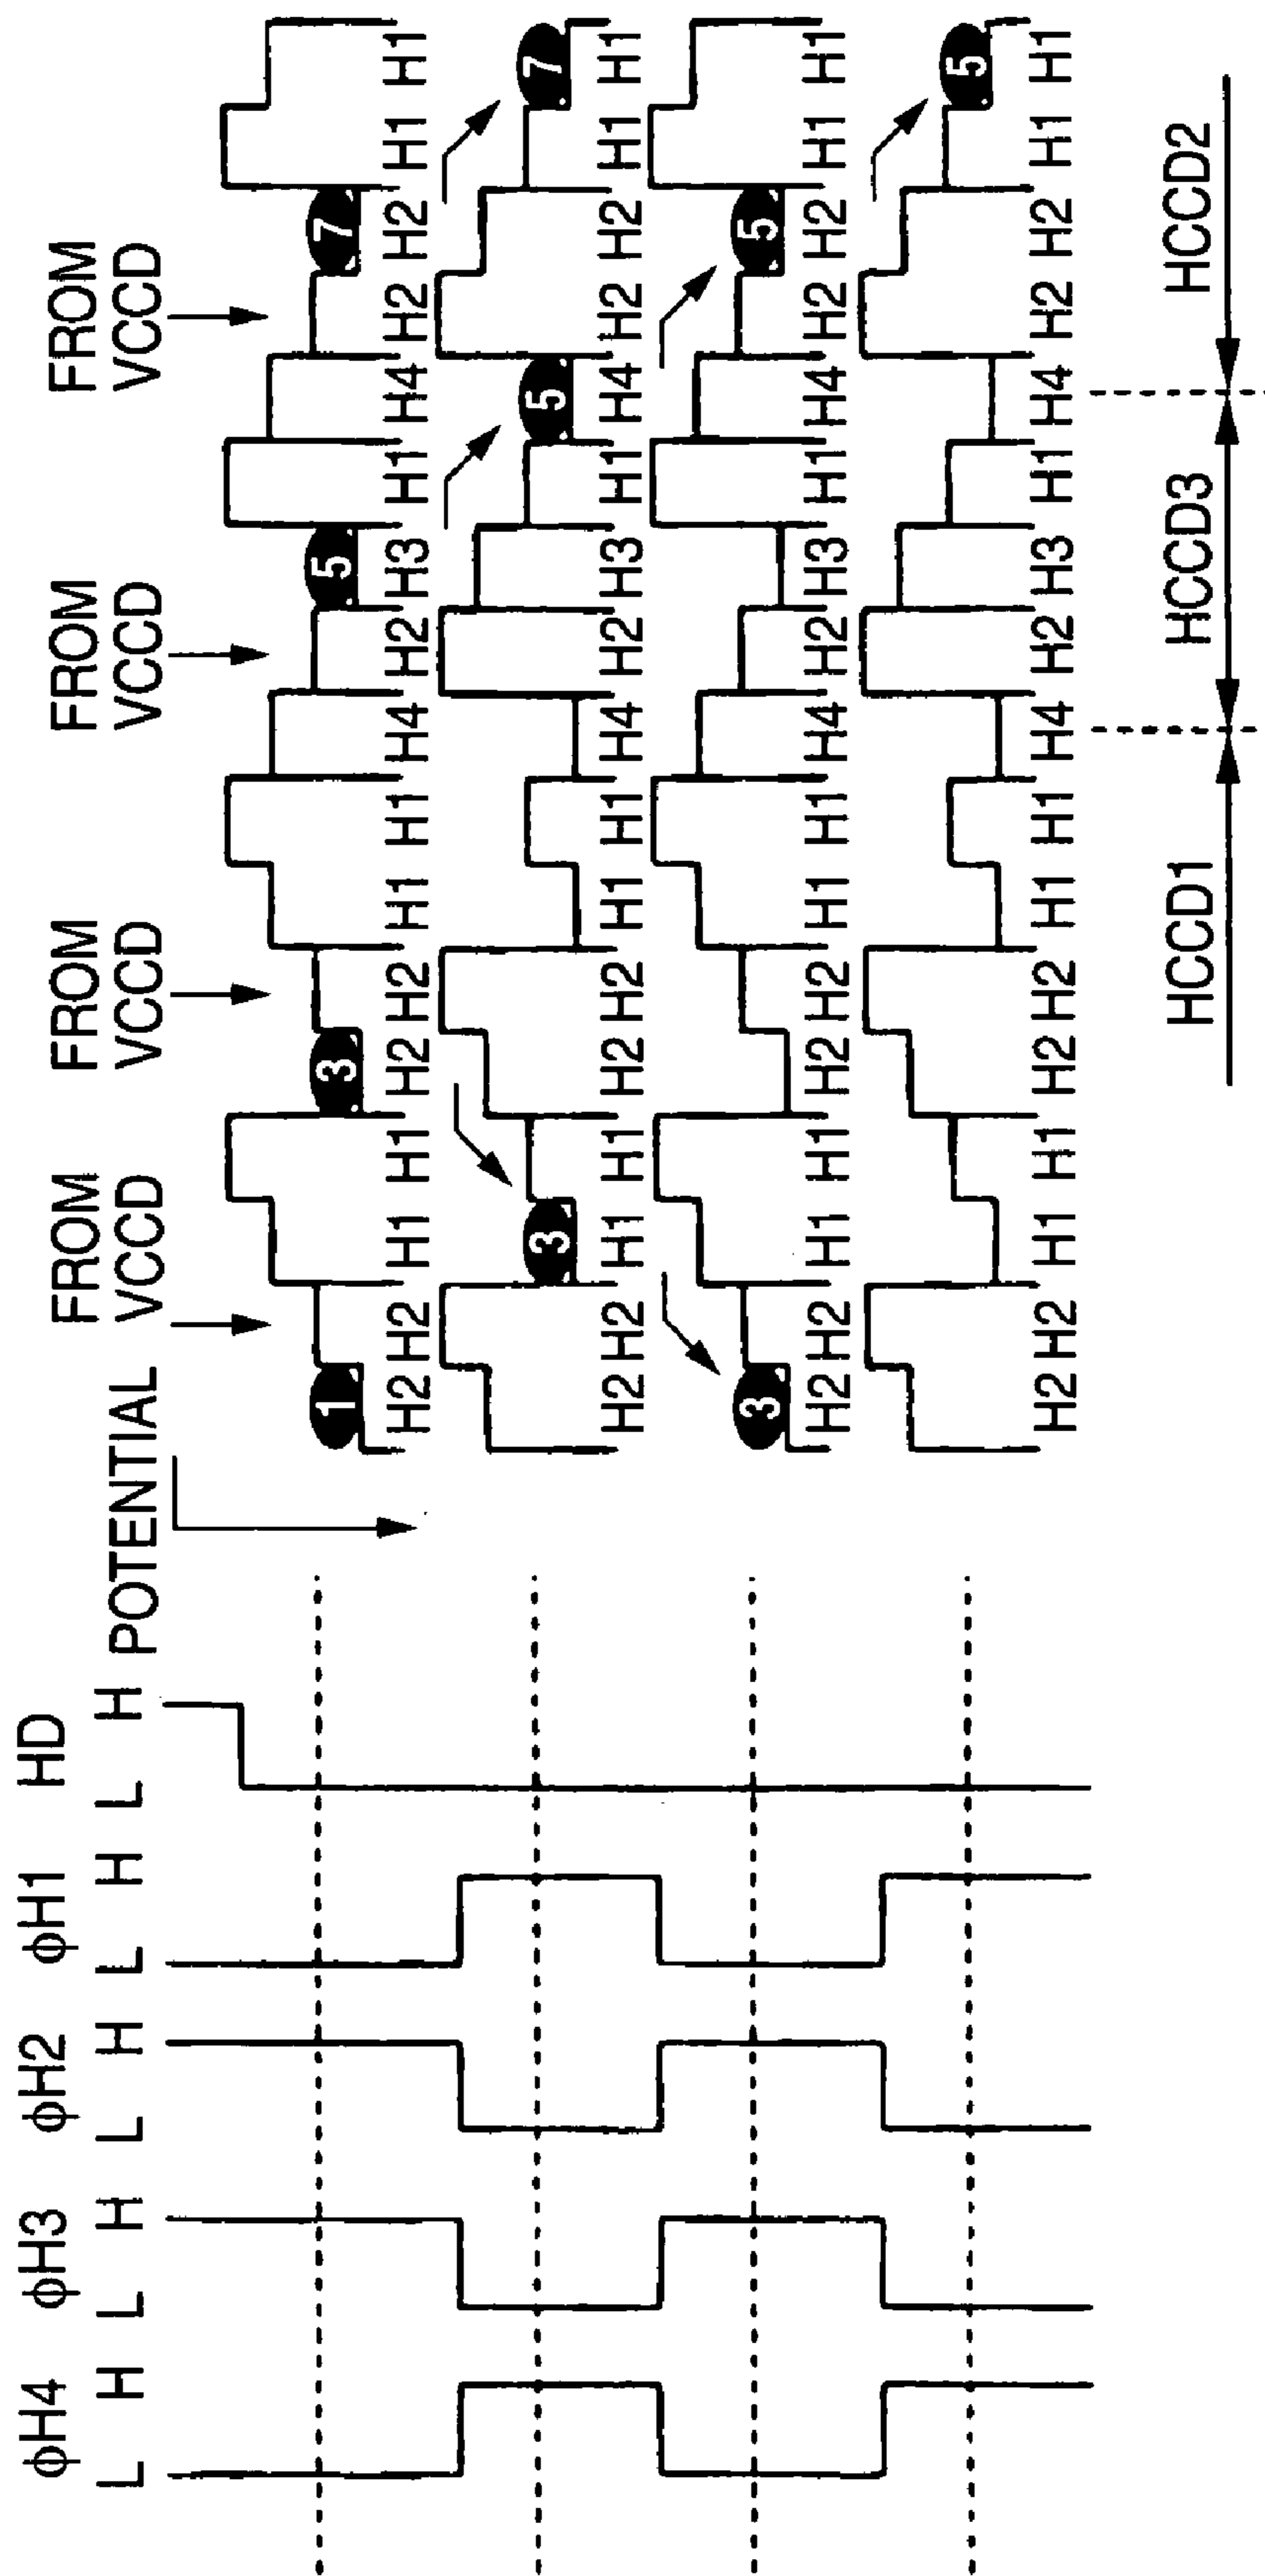 φH4 φH3 φH2 φH1 HD
L H L H L H L H L H
POTENTIAL
FROM VCCD
FROM VCCD
FROM VCCD
FROM VCCD
1 3 5 7
H2 H2 H1 H1 H2 H2 H1 H1 H4 H2 H3 H1 H4 H2 H2 H1 H1
3 5 7
H2 H2 H1 H1 H2 H2 H1 H1 H4 H2 H3 H1 H4 H2 H2 H1 H1
3 5
H2 H2 H1 H1 H2 H2 H1 H1 H4 H2 H3 H1 H4 H2 H2 H1 H1
5
H2 H2 H1 H1 H2 H2 H1 H1 H4 H2 H3 H1 H4 H2 H2 H1 H1
HCCD1 HCCD3 HCCD2